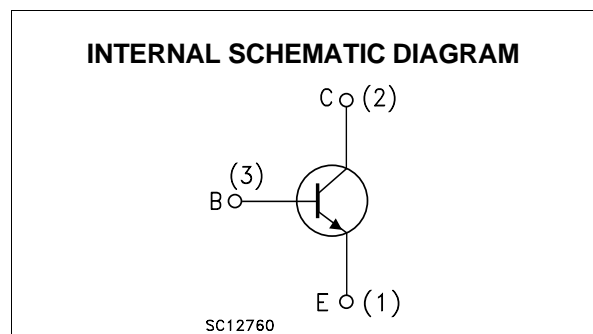 INTERNAL SCHEMATIC DIAGRAM
C (2)
(3)
B
E (1)
SC12760